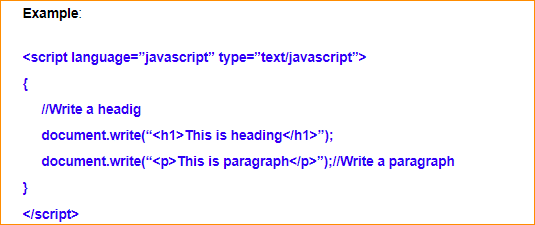 Example:
<script language=”javascript” type=”text/javascript”>
{
//Write a headig
document.write(“<h1>This is heading</h1>”);
document.write(“<p>This is paragraph</p>”);//Write a paragraph
}
</script>